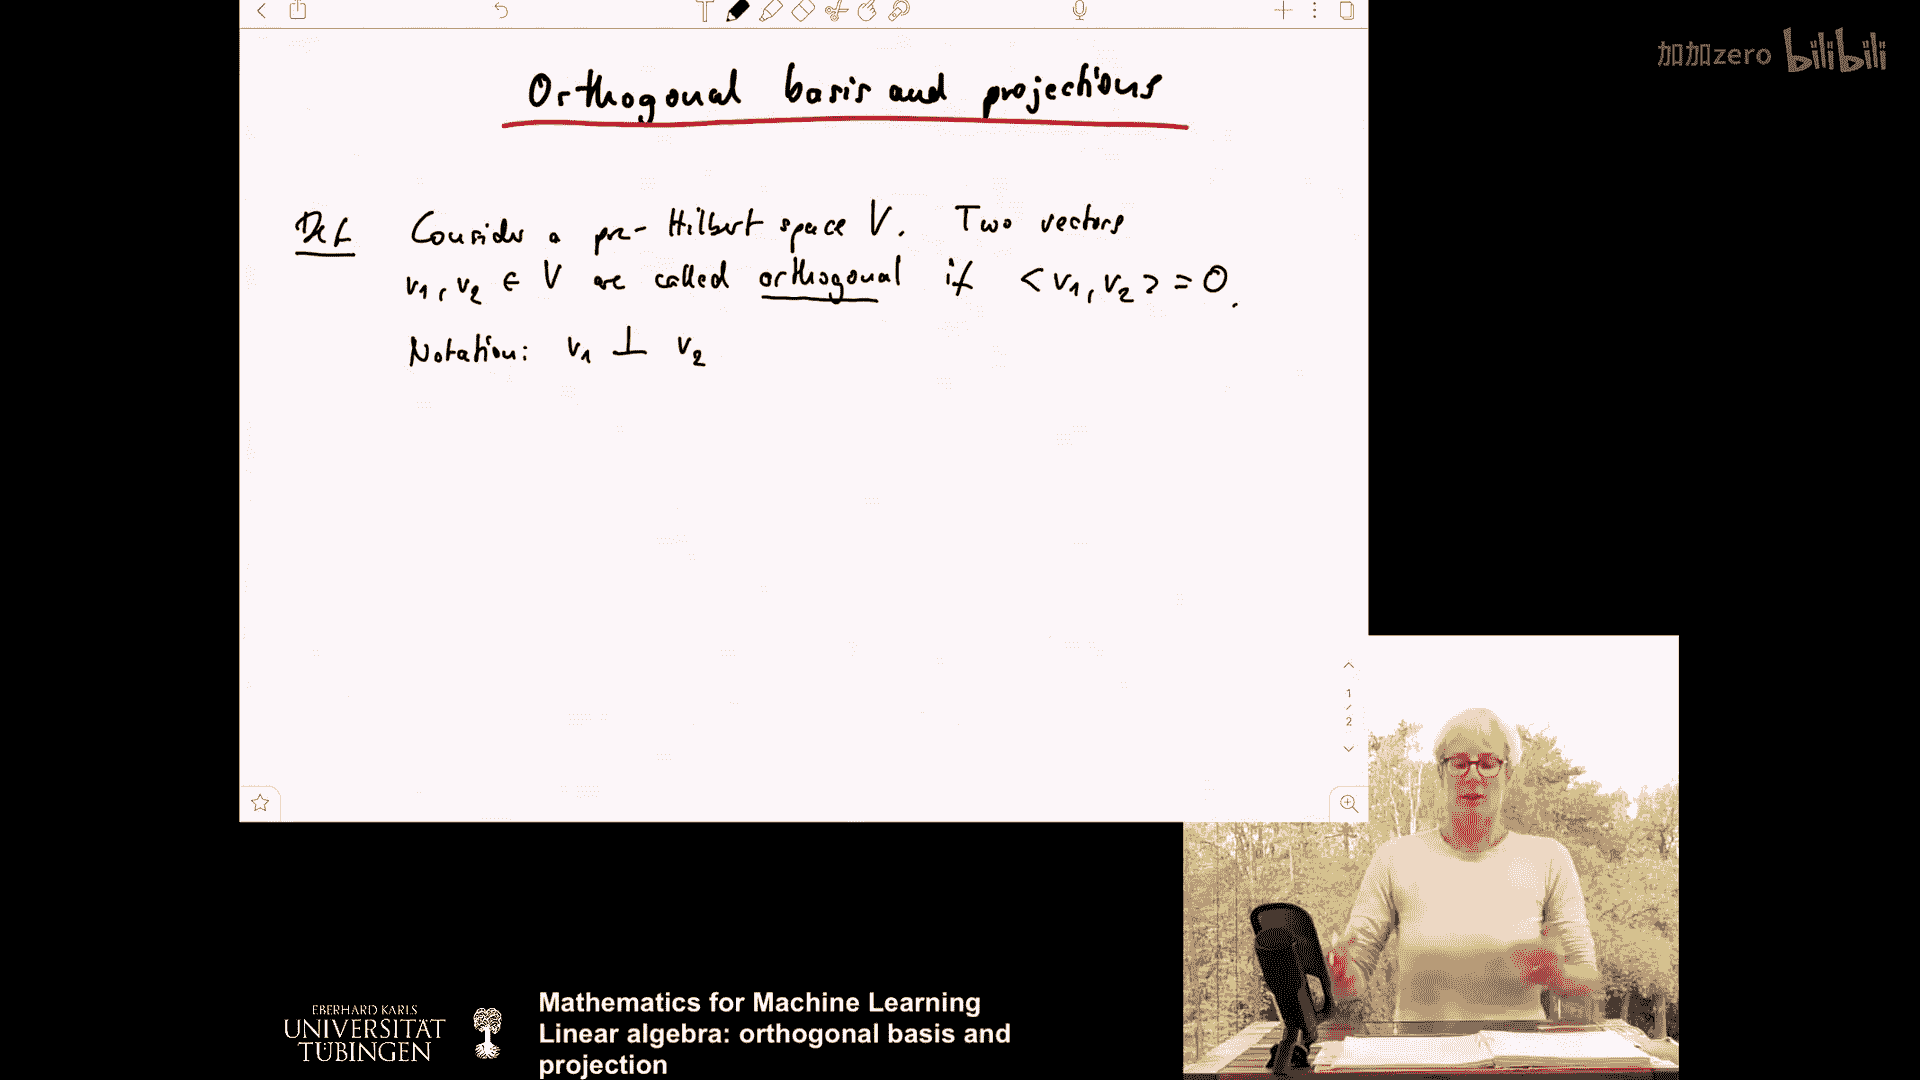 加加zero bilibili
Orthogonal basis and projections
Def Consider a pre-Hilbert space V. Two vectors
v₁, v₂ ∈ V are called orthogonal if <v₁, v₂> = 0.
Notation: v₁ ⊥ v₂
1
/
2
EBERHARD KARLS
UNIVERSITÄT
TÜBINGEN
Mathematics for Machine Learning
Linear algebra: orthogonal basis and
projection